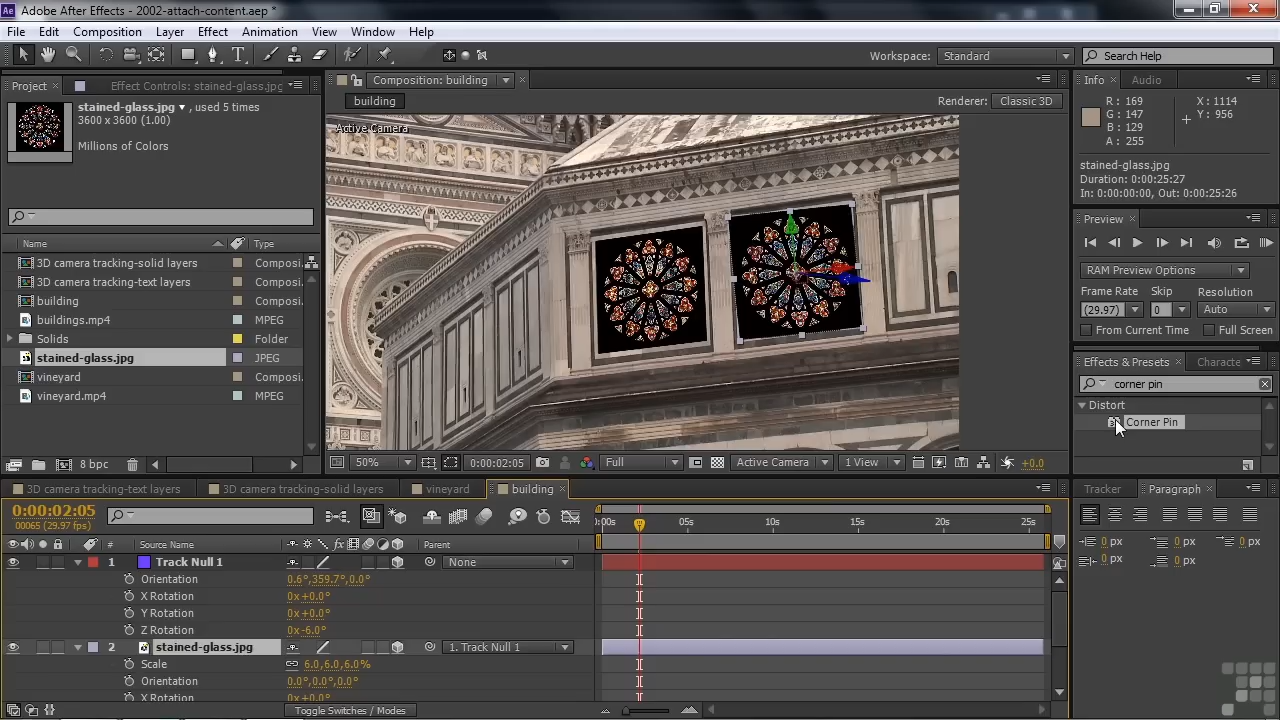 Adobe After Effects - 2002-attach-content.aep *
File Edit Composition Layer Effect Animation View Window Help
Workspace: Standard Search Help
Project Effect Controls: stained-glass.jpg
stained-glass.jpg , used 5 times
3600 x 3600 (1.00)
Millions of Colors
Name Type
3D camera tracking-solid layers Composi
3D camera tracking-text layers Composi
building Composi
buildings.mp4 MPEG
Solids Folder
stained-glass.jpg JPEG
vineyard Composi
vineyard.mp4 MPEG
8 bpc
Composition: building
building
Renderer: Classic 3D
Active Camera
50% 0:00:02:05 Full Active Camera 1 View +0.0
Info Audio
R : 169 X : 1114
G : 147 Y : 956
B : 129
A : 255
stained-glass.jpg
Duration: 0:00:25:27
In: 0:00:00:00, Out: 0:00:25:26
Preview
RAM Preview Options
Frame Rate Skip Resolution
(29.97) 0 Auto
From Current Time Full Screen
Effects & Presets Characte
corner pin
Distort
Corner Pin
3D camera tracking-text layers 3D camera tracking-solid layers vineyard building
0:00:02:05
00065 (29.97 fps)
# Source Name Parent
0:00s 05s 10s 15s 20s 25s
1 Track Null 1 None
Orientation 0.6°,359.7°,0.0°
X Rotation 0x+0.0°
Y Rotation 0x+0.0°
Z Rotation 0x-6.0°
2 stained-glass.jpg 1. Track Null 1
Scale 6.0,6.0,6.0%
Orientation 0.0°,0.0°,0.0°
X Rotation 0x+0.0°
Toggle Switches / Modes
Tracker Paragraph
0 px 0 px 0 px
0 px 0 px